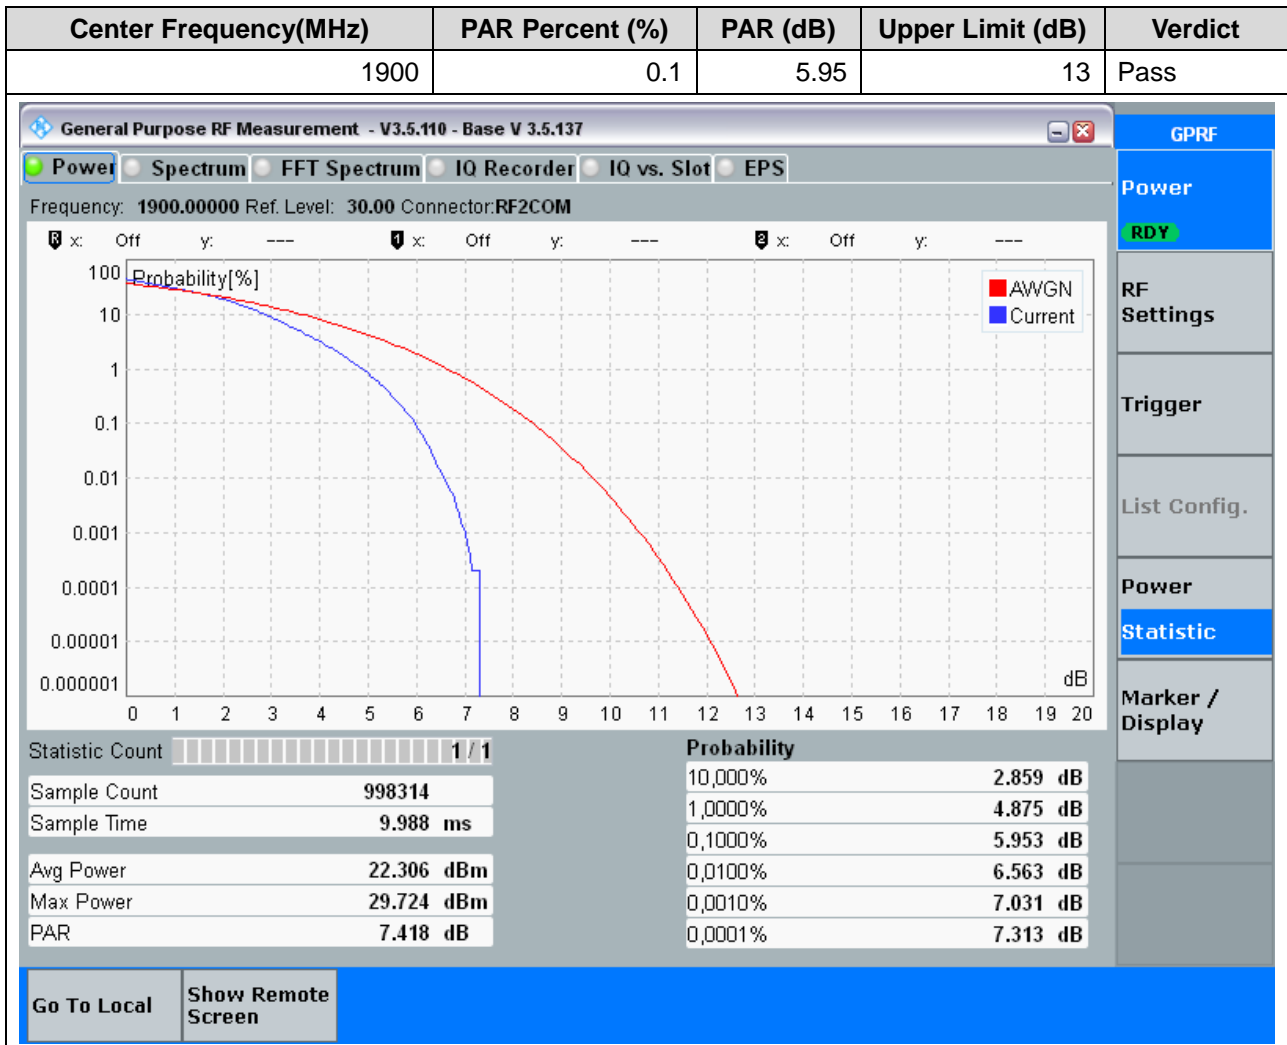 Center Frequency(MHz) PAR Percent (%) PAR (dB) Upper Limit (dB) Verdict
1900 0.1 5.95 13 Pass
General Purpose RF Measurement - V3.5.110 - Base V 3.5.137
GPRF
Power Spectrum FFT Spectrum IQ Recorder IQ vs. Slot EPS
Power
RDY
Frequency: 1900.00000 Ref. Level: 30.00 Connector:RF2COM
R x: Off y: --- 1 x: Off y: --- 2 x: Off y: ---
Probability[%]
AWGN
Current
100
10
1
0.1
0.01
0.001
0.0001
0.00001
0.000001
dB
0 1 2 3 4 5 6 7 8 9 10 11 12 13 14 15 16 17 18 19 20
RF
Settings
Trigger
List Config.
Power
Statistic
Marker /
Display
Statistic Count 1 / 1
Sample Count 998314
Sample Time 9.988 ms
Avg Power 22.306 dBm
Max Power 29.724 dBm
PAR 7.418 dB
Probability
10,000% 2.859 dB
1,0000% 4.875 dB
0,1000% 5.953 dB
0,0100% 6.563 dB
0,0010% 7.031 dB
0,0001% 7.313 dB
Go To Local
Show Remote
Screen